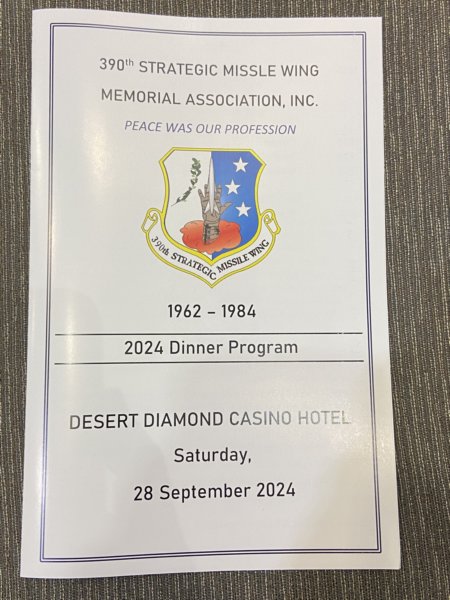 390th STRATEGIC MISSLE WING
MEMORIAL ASSOCIATION, INC.
PEACE WAS OUR PROFESSION
390th STRATEGIC MISSILE WING
1962 – 1984
2024 Dinner Program
DESERT DIAMOND CASINO HOTEL
Saturday,
28 September 2024